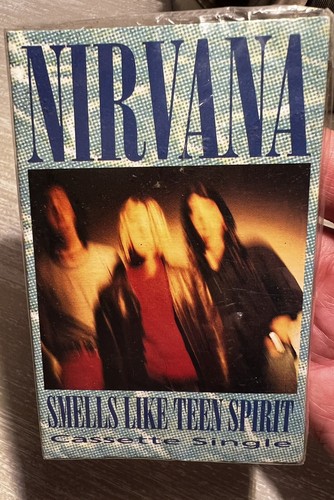 NIRVANA
SMELLS LIKE TEEN SPIRIT
Cassette Single